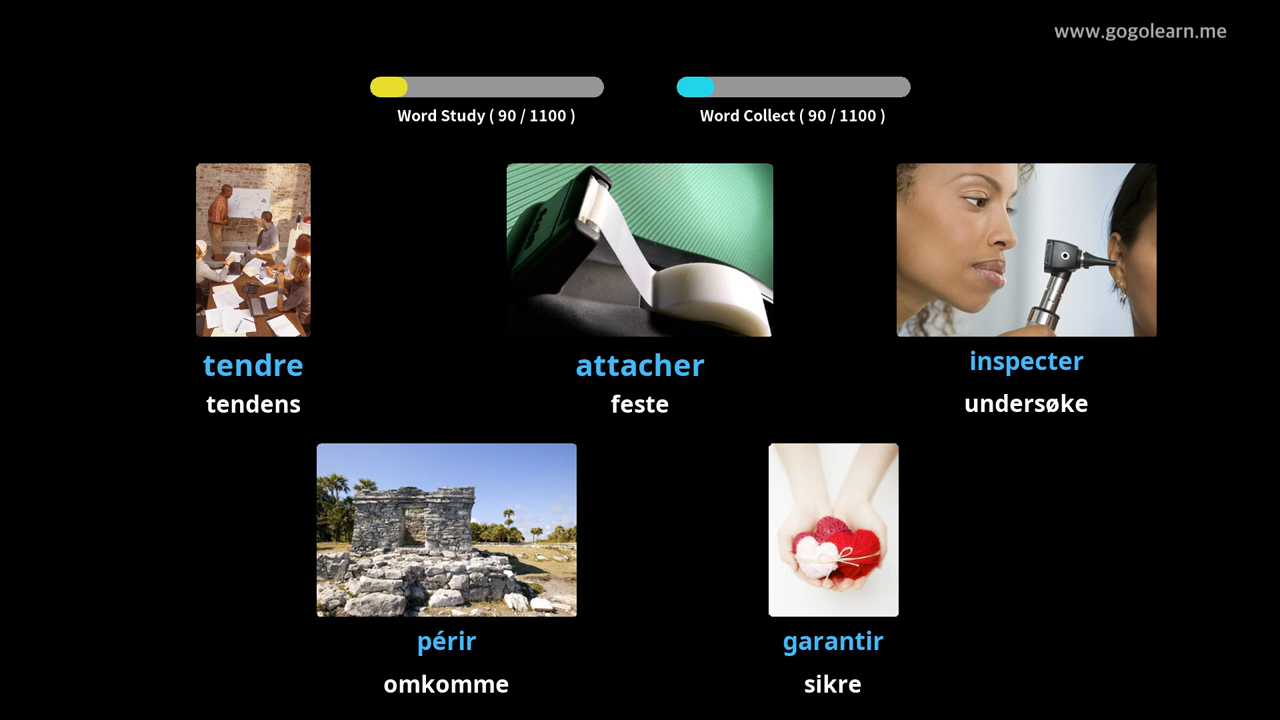 www.gogolearn.me
Word Study ( 90 / 1100 )
Word Collect ( 90 / 1100 )
tendre
tendens
attacher
feste
inspecter
undersøke
périr
omkomme
garantir
sikre